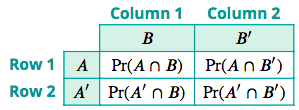 Column 1 Column 2
B B′
Row 1 A Pr(A ∩ B) Pr(A ∩ B′)
Row 2 A′ Pr(A′ ∩ B) Pr(A′ ∩ B′)